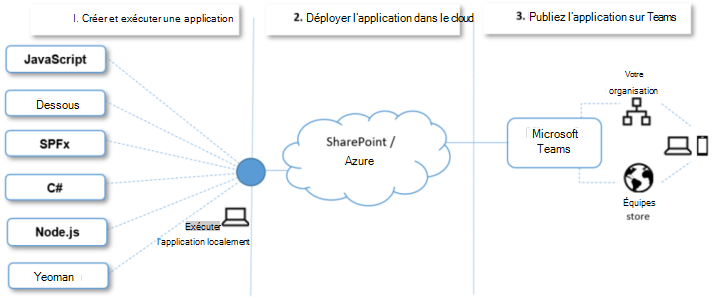 1. Créer et exécuter une application
2. Déployer l'application dans le cloud
3. Publiez l'application sur Teams
JavaScript
Dessous
SPFx
C#
Node.js
Yeoman
Exécuter
l'application localement
SharePoint /
Azure
Microsoft
Teams
Votre
organisation
Équipes
store